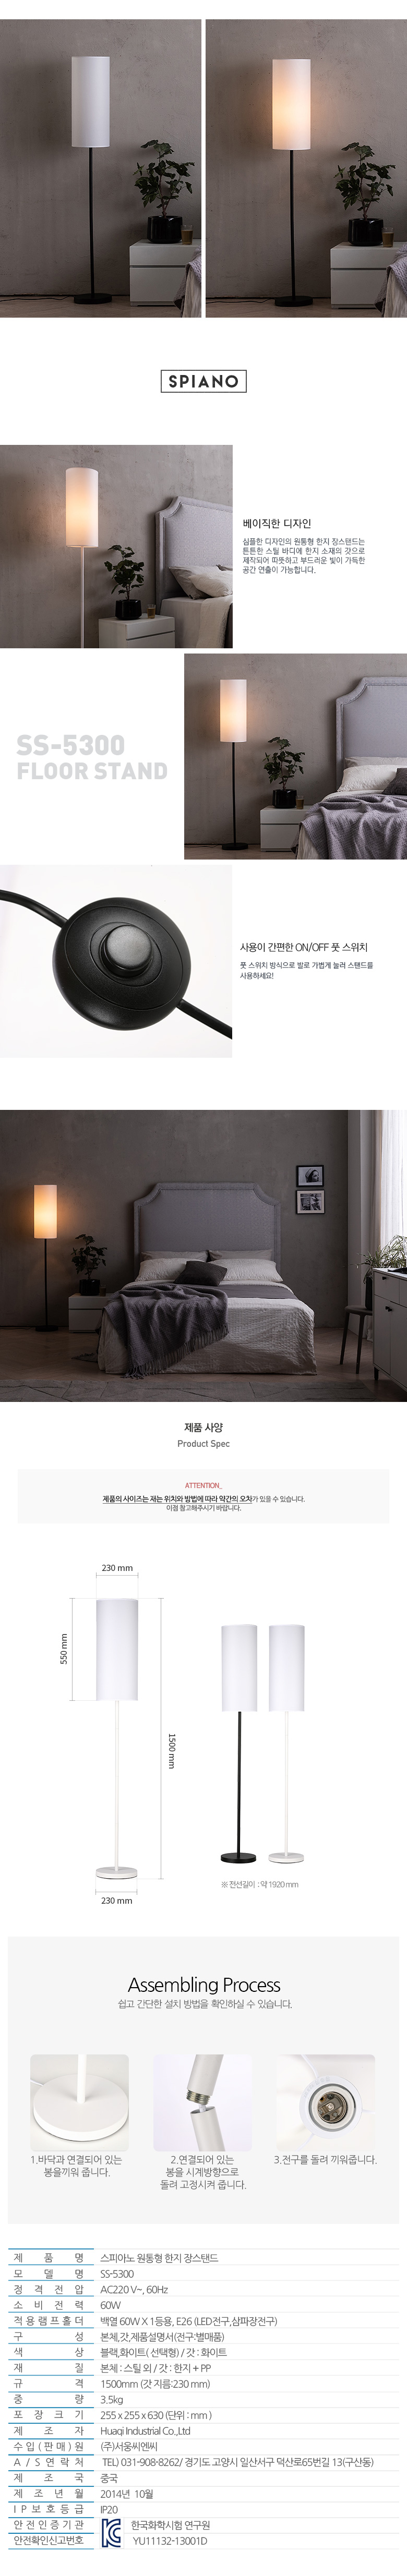 SPIANO
베이직한 디자인
심플한 디자인의 원통형 한지 장스탠드는
튼튼한 스틸 바디에 한지 소재의 갓으로
제작되어 따뜻하고 부드러운 빛이 가득한
공간 연출이 가능합니다.
SS-5300
FLOOR STAND
사용이 간편한 ON/OFF 풋 스위치
풋 스위치 방식으로 발로 가볍게 눌러 스탠드를
사용하세요!
제품 사양
Product Spec
ATTENTION_
제품의 사이즈는 재는 위치와 방법에 따라 약간의 오차가 있을 수 있습니다.
이점 참고해주시기 바랍니다.
230 mm
550 mm
1500 mm
230 mm
※ 전선길이 : 약 1920 mm
Assembling Process
쉽고 간단한 설치 방법을 확인하실 수 있습니다.
1.바닥과 연결되어 있는
봉을끼워 줍니다.
2.연결되어 있는
봉을 시계방향으로
돌려 고정시켜 줍니다.
3.전구를 돌려 끼워줍니다.
제품명 스피아노 원통형 한지 장스탠드
모델명 SS-5300
정격전압 AC220 V~, 60Hz
소비전력 60W
적용램프홀더 백열 60W X 1등용, E26 (LED전구,삼파장전구)
구성 본체,갓,제품설명서(전구:별매품)
색상 블랙,화이트( 선택형) / 갓 : 화이트
재질 본체 : 스틸 외 / 갓 : 한지 + PP
규격 1500mm (갓 지름:230 mm)
중량 3.5kg
포장크기 255 x 255 x 630 (단위 : mm )
제조자 Huaqi Industrial Co.,Ltd
수입(판매)원 (주)서웅씨엔씨
A/S연락처 TEL) 031-908-8262/ 경기도 고양시 일산서구 덕산로65번길 13(구산동)
제조국 중국
제조년월 2014년 10월
IP보호등급 IP20
안전인증기관 한국화학시험 연구원
안전확인신고번호 YU11132-13001D